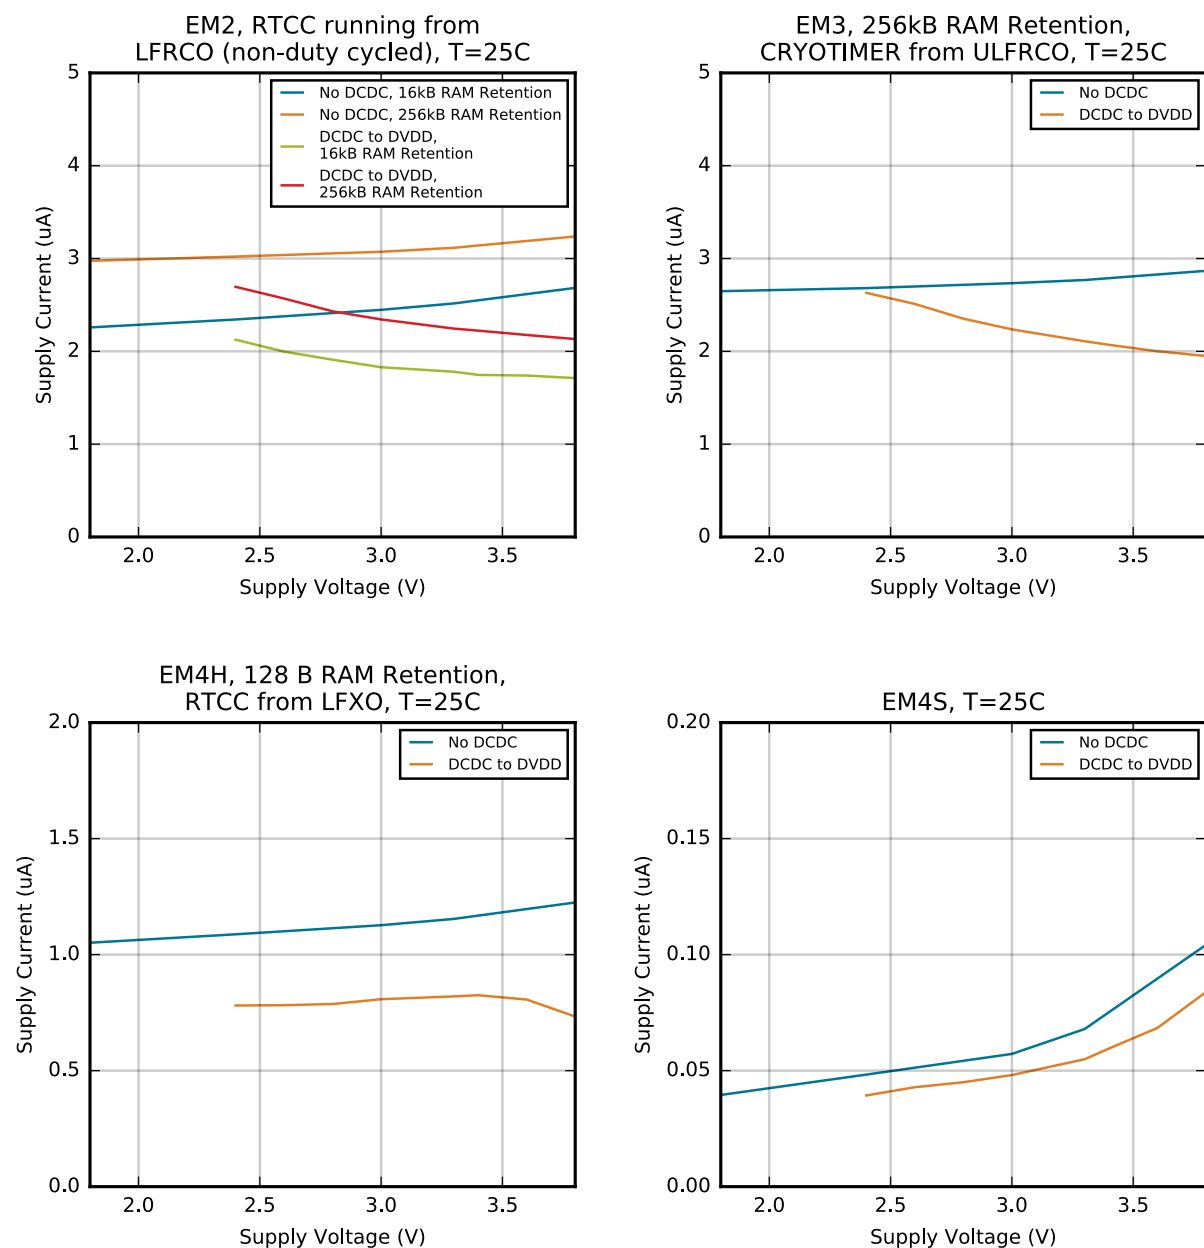 EM2, RTCC running from
LFRCO (non-duty cycled), T=25C
5
4
3
2
1
0
Supply Current (uA)
No DCDC, 16kB RAM Retention
No DCDC, 256kB RAM Retention
DCDC to DVDD,
16kB RAM Retention
DCDC to DVDD,
256kB RAM Retention
2.0 2.5 3.0 3.5
Supply Voltage (V)
EM3, 256kB RAM Retention,
CRYOTIMER from ULFRCO, T=25C
5
4
3
2
1
0
Supply Current (uA)
No DCDC
DCDC to DVDD
2.0 2.5 3.0 3.5
Supply Voltage (V)
EM4H, 128 B RAM Retention,
RTCC from LFXO, T=25C
2.0
1.5
1.0
0.5
0.0
Supply Current (uA)
No DCDC
DCDC to DVDD
2.0 2.5 3.0 3.5
Supply Voltage (V)
EM4S, T=25C
0.20
0.15
0.10
0.05
0.00
Supply Current (uA)
No DCDC
DCDC to DVDD
2.0 2.5 3.0 3.5
Supply Voltage (V)